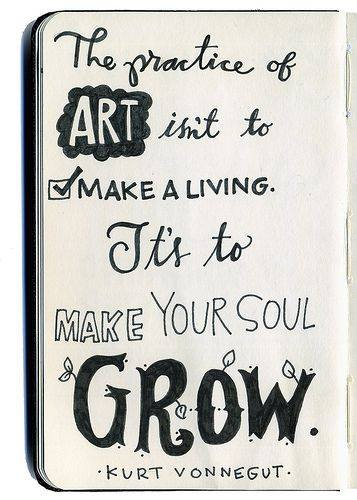 The practice of
ART isn't to
MAKE A LIVING.
It's to
MAKE YOUR SOUL
GROW.
·KURT VONNEGUT·